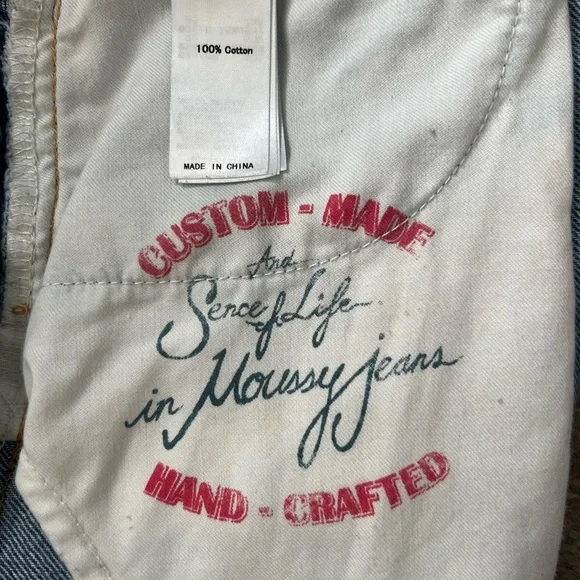 100% Cotton
MADE IN CHINA
CUSTOM - MADE
And
Sence of Life
in Moussy jeans
HAND - CRAFTED